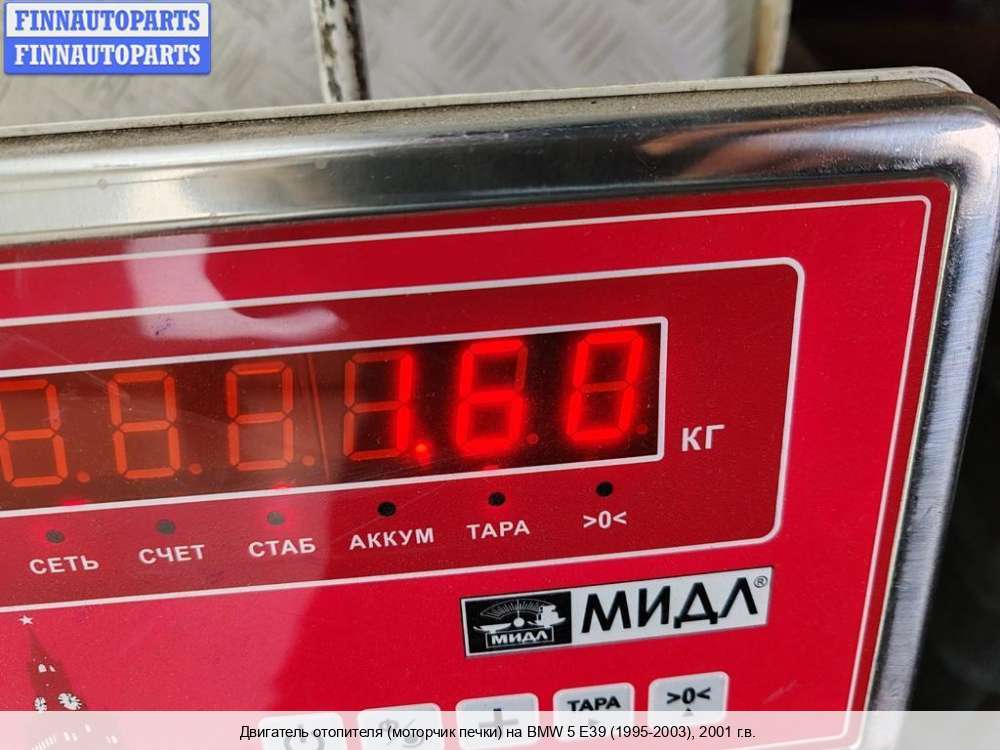 FINNAUTOPARTS
FINNAUTOPARTS
1.60
КГ
СЕТЬ СЧЕТ СТАБ АККУМ ТАРА >0<
МИДЛ МИДЛ®
ТАРА >0<
Двигатель отопителя (моторчик печки) на BMW 5 E39 (1995-2003), 2001 г.в.